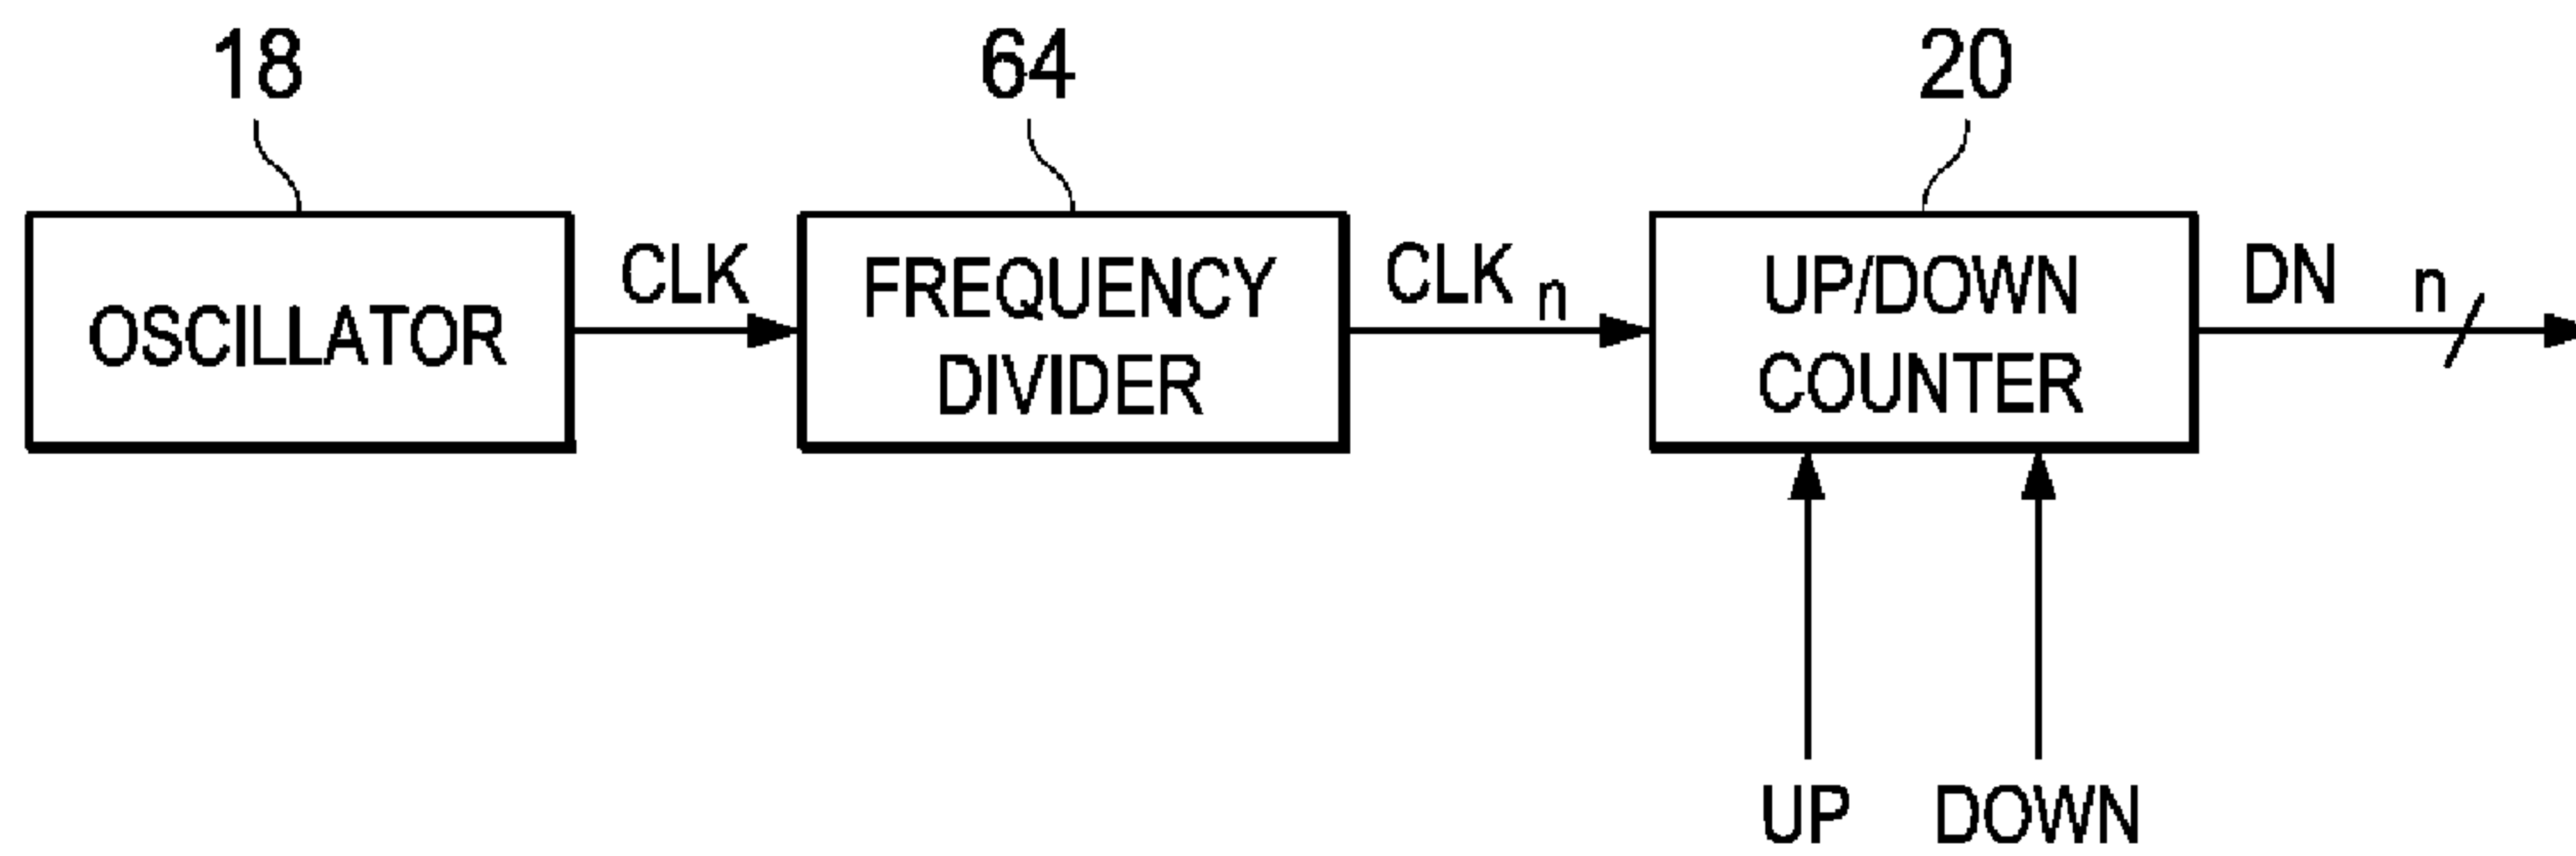 18
64
20
OSCILLATOR
CLK
FREQUENCY
DIVIDER
CLK n
UP/DOWN
COUNTER
DN
n
UP
DOWN